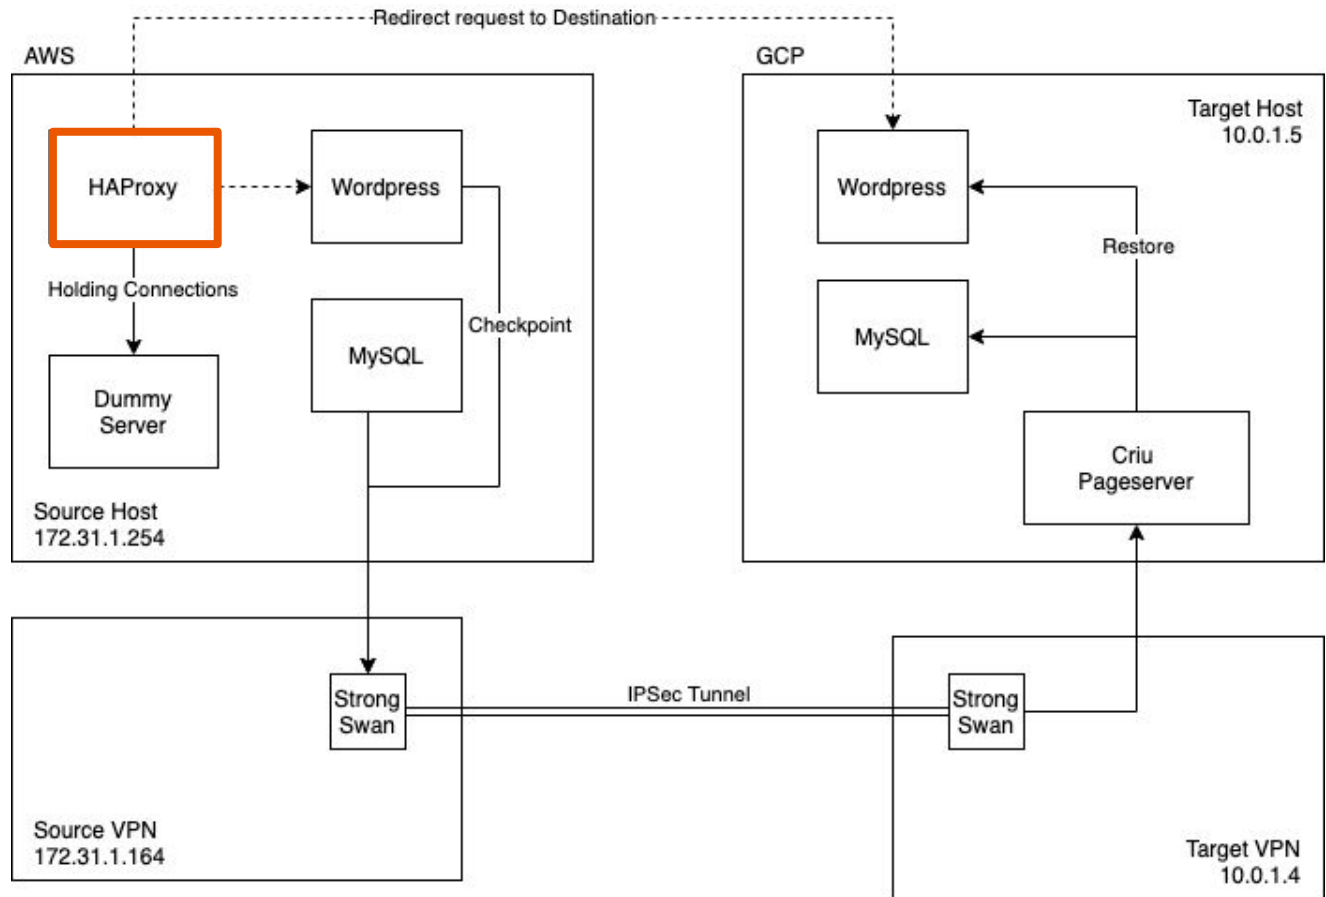 Redirect request to Destination
AWS
GCP
Target Host
10.0.1.5
HAProxy
Wordpress
Wordpress
Restore
Holding Connections
Checkpoint
MySQL
MySQL
Dummy
Server
Criu
Pageserver
Source Host
172.31.1.254
Strong
Swan
IPSec Tunnel
Strong
Swan
Source VPN
172.31.1.164
Target VPN
10.0.1.4